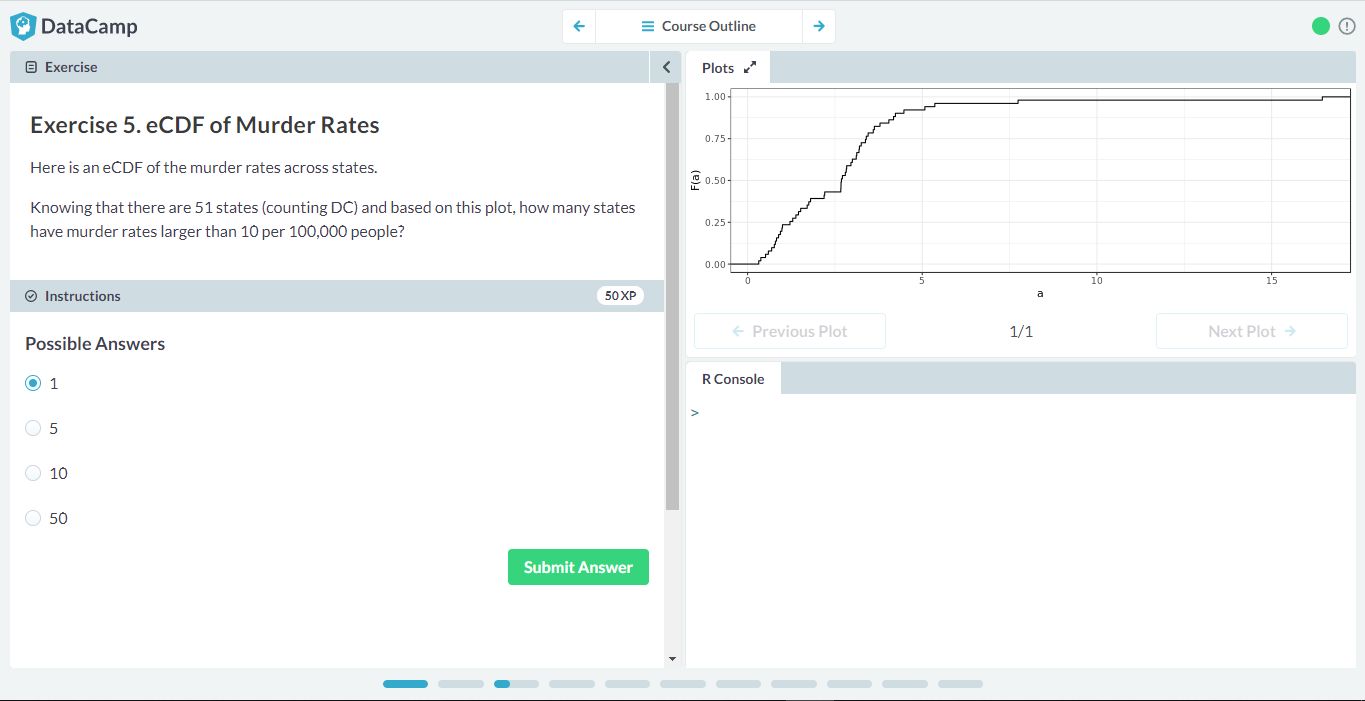 DataCamp
Course Outline
Exercise
Exercise 5. eCDF of Murder Rates
Here is an eCDF of the murder rates across states.
Knowing that there are 51 states (counting DC) and based on this plot, how many states
have murder rates larger than 10 per 100,000 people?
Instructions
50 XP
Possible Answers
1
5
10
50
Submit Answer
Plots
1.00
0.75
0.50
0.25
0.00
F(a)
0
5
10
15
a
Previous Plot
1/1
Next Plot
R Console
>